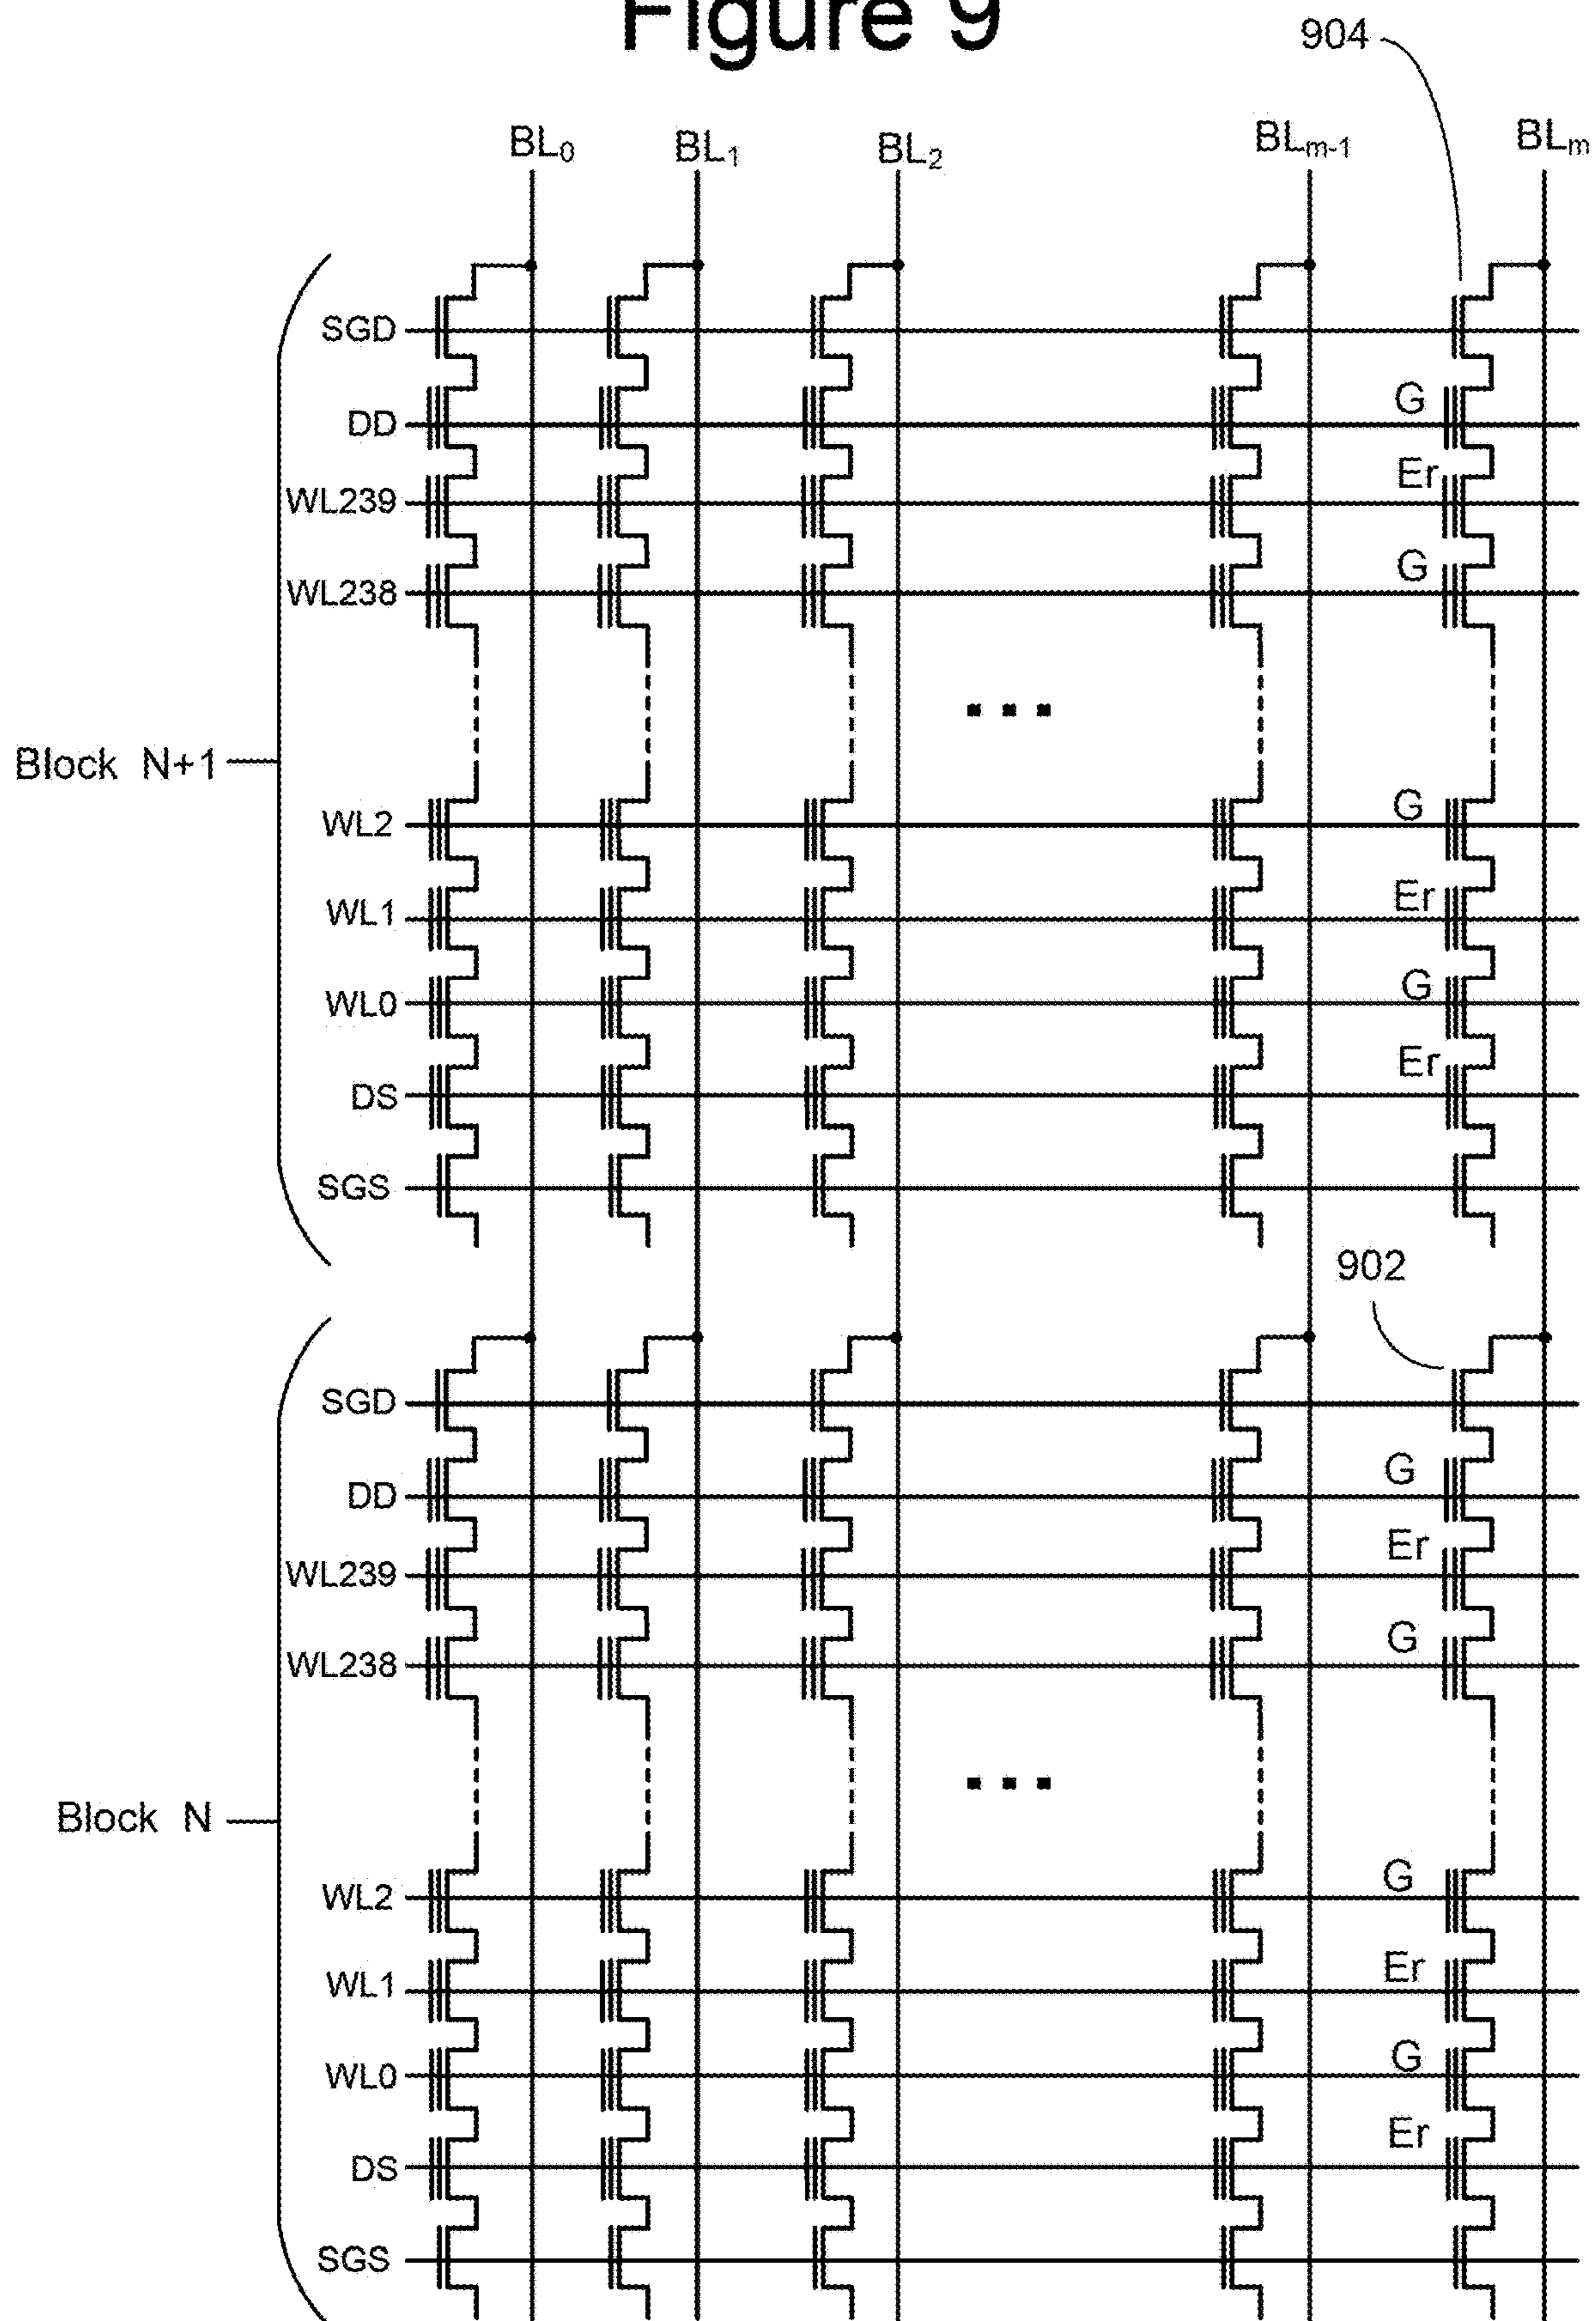 Figure 9
904
BL0 BL1 BL2 BLm-1 BLm
SGD
DD G
WL239 Er
WL238 G
Block N+1
WL2 G
WL1 Er
WL0 G
DS Er
SGS
902
SGD
DD G
WL239 Er
WL238 G
Block N
WL2 G
WL1 Er
WL0 G
DS Er
SGS